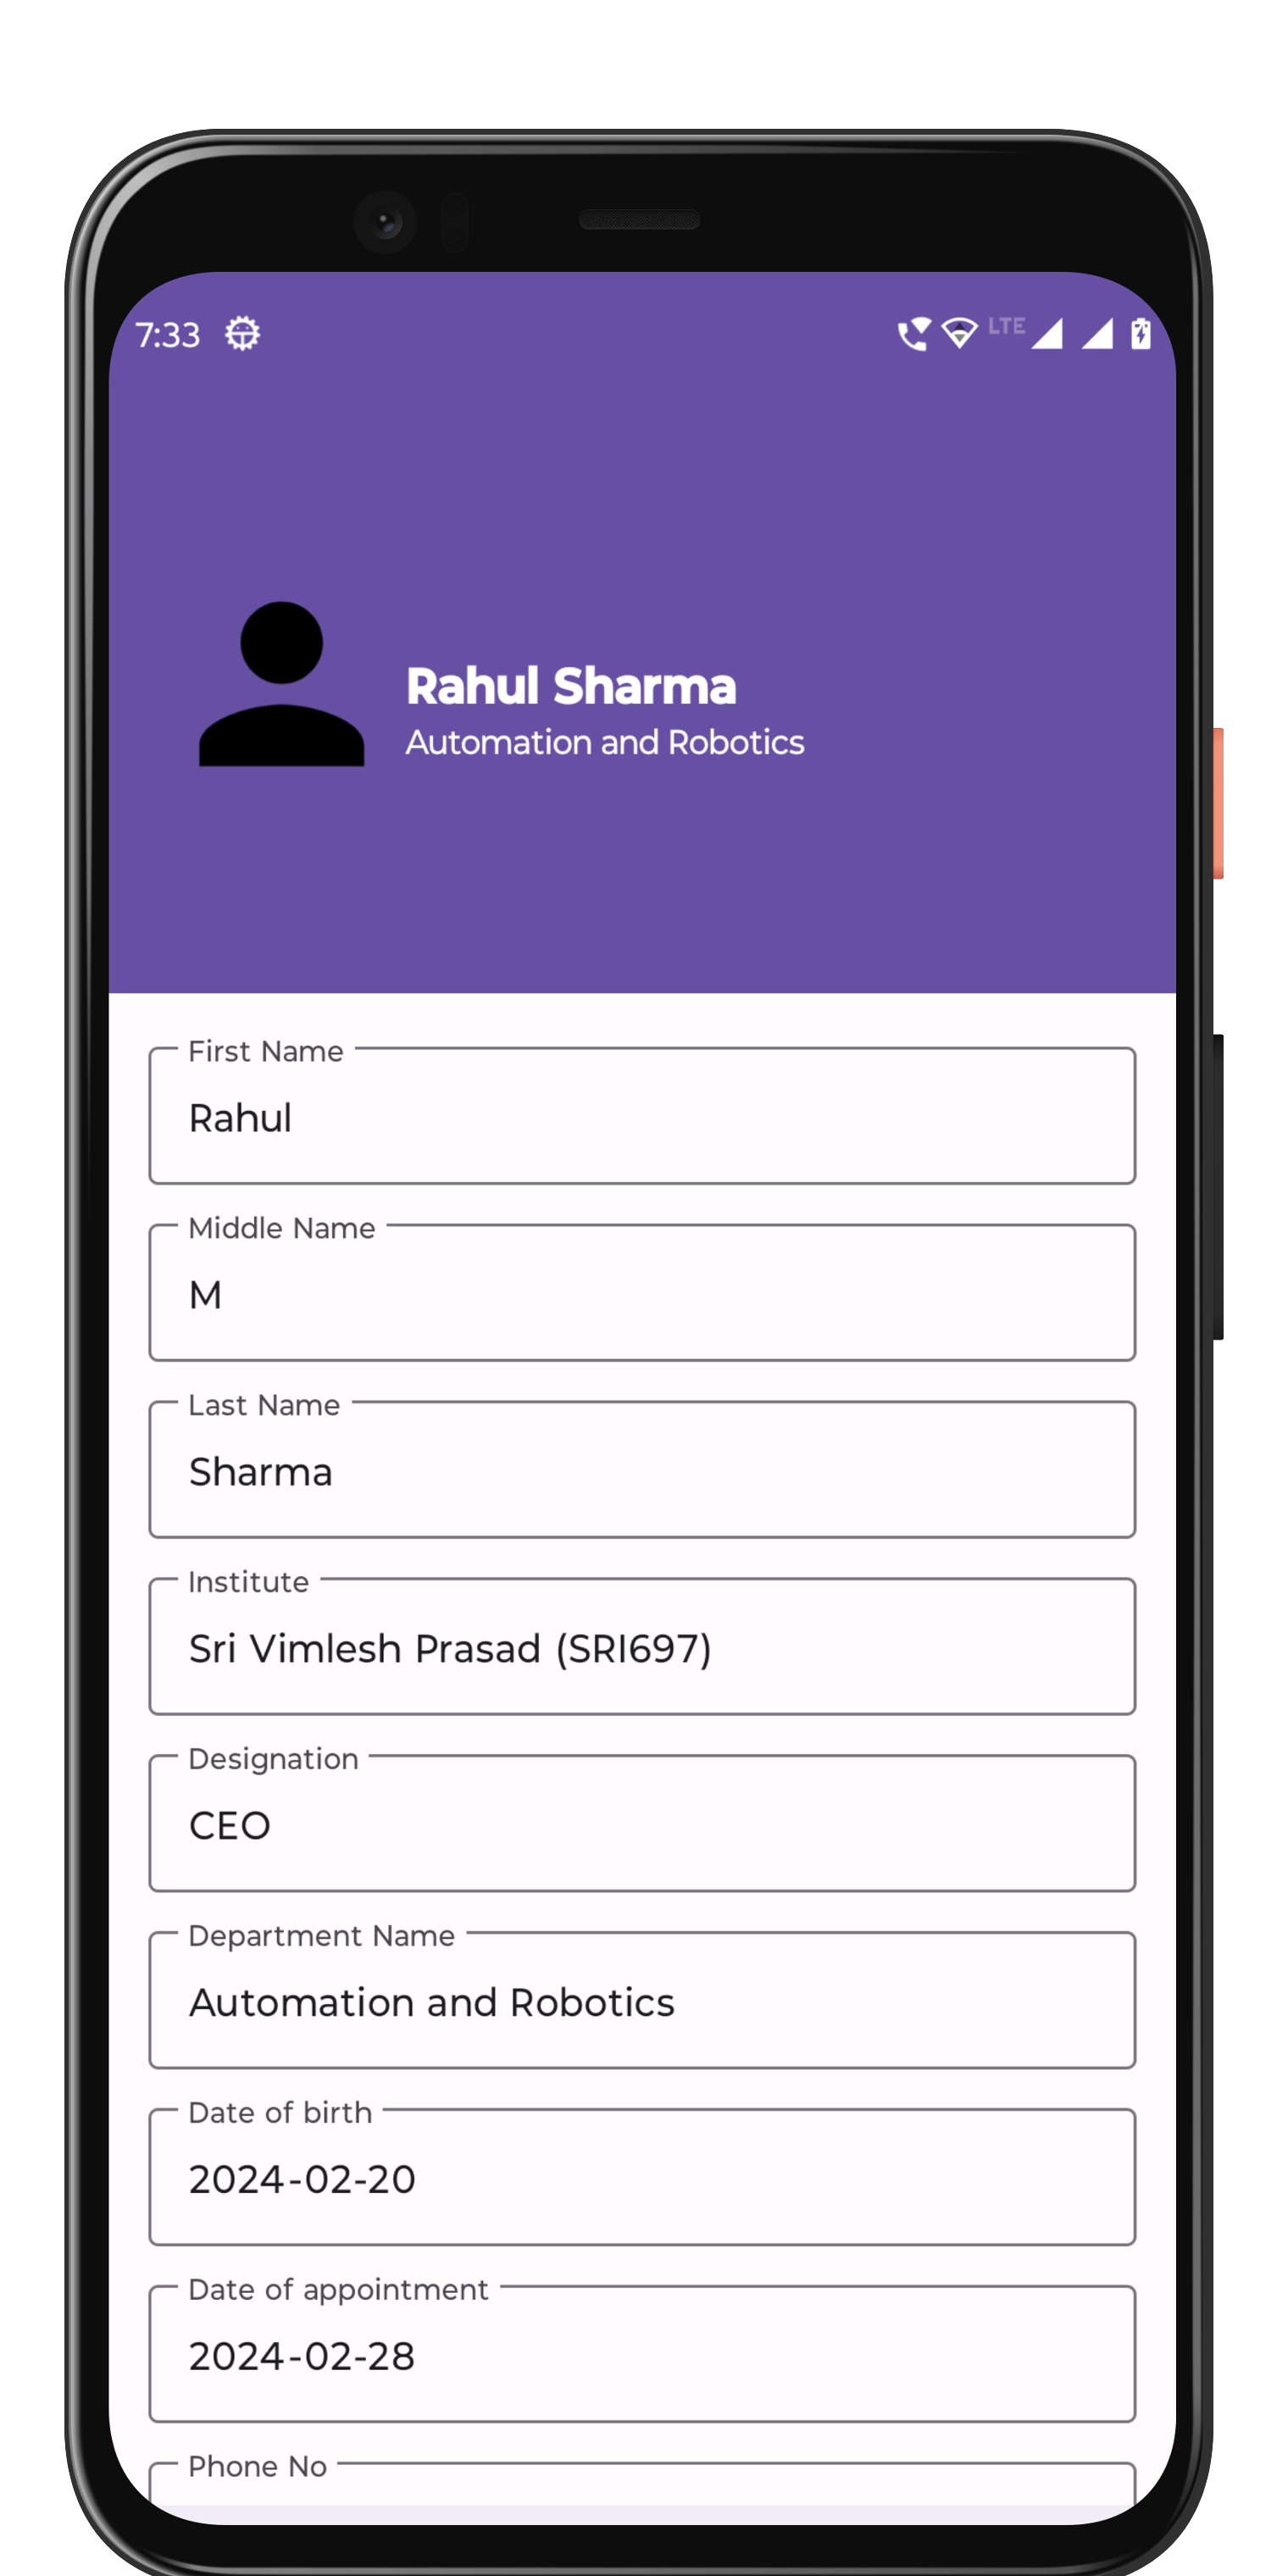 7:33
LTE
Rahul Sharma
Automation and Robotics
First Name
Rahul
Middle Name
M
Last Name
Sharma
Institute
Sri Vimlesh Prasad (SRI697)
Designation
CEO
Department Name
Automation and Robotics
Date of birth
2024-02-20
Date of appointment
2024-02-28
Phone No